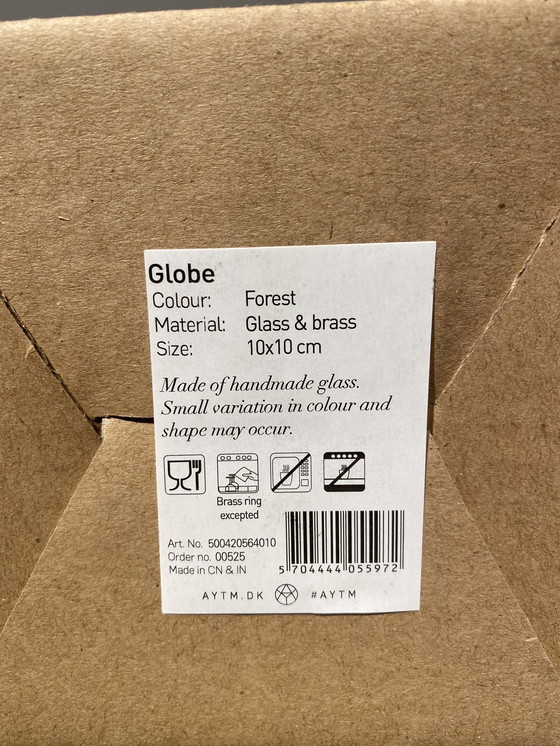 Globe
Colour: Forest
Material: Glass & brass
Size: 10x10 cm
Made of handmade glass.
Small variation in colour and
shape may occur.
Brass ring
excepted
Art. No. 500420564010
Order no. 00525
Made in CN & IN
5 704444 055972
AYTM.DK #AYTM